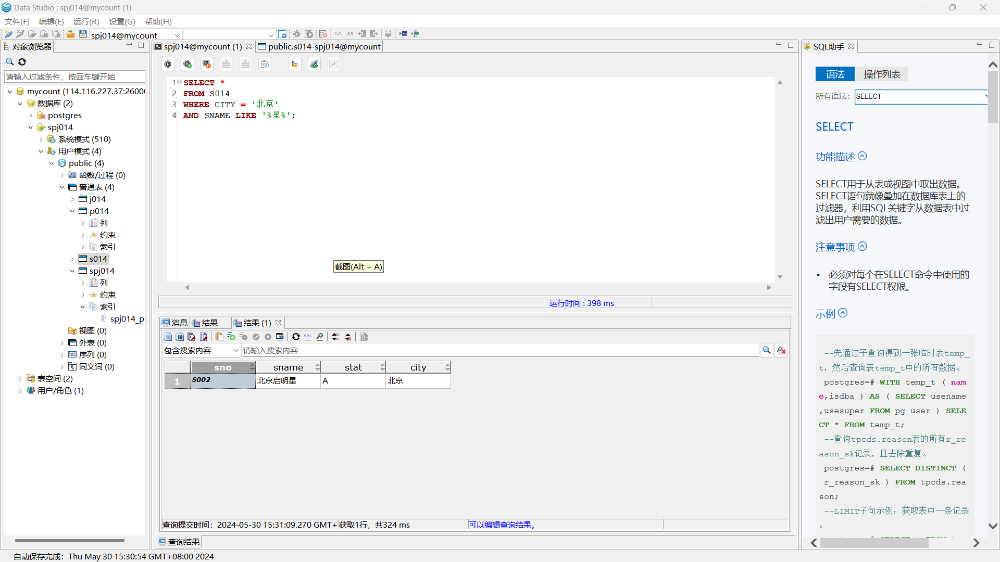 Data Studio : spj014@mycount (1)
文件(F) 编辑(E) 运行(R) 设置(G) 帮助(H)
spj014@mycount
对象浏览器
请输入过滤条件，按回车键开始
mycount (114.116.227.37:2600
数据库 (2)
postgres
spj014
系统模式 (510)
用户模式 (4)
public (4)
函数/过程 (0)
普通表 (4)
j014
p014
列
约束
索引
s014
spj014
列
约束
索引
spj014_p
视图 (0)
外表 (0)
序列 (0)
同义词 (0)
表空间 (2)
用户/角色 (1)
spj014@mycount (1)
public.s014-spj014@mycount
1 SELECT *
2 FROM S014
3 WHERE CITY = '北京'
4 AND SNAME LIKE '%星%';
截图(Alt + A)
运行时间 : 398 ms
消息 结果 结果 (1)
包含搜索内容 请输入搜索内容
sno sname stat city
1 S002 北京启明星 A 北京
查询提交时间：2024-05-30 15:31:09.270 GMT+ 获取1行，共324 ms 可以编辑查询结果。
查询结果
SQL助手
语法 操作列表
所有语法： SELECT
SELECT
功能描述
SELECT用于从表或视图中取出数据。
SELECT语句就像叠加在数据库表上的
过滤器，利用SQL关键字从数据表中过
滤出用户需要的数据。
注意事项
• 必须对每个在SELECT命令中使用的
字段有SELECT权限。
示例
--先通过子查询得到一张临时表temp_
t，然后查询表temp_t中的所有数据。
postgres=# WITH temp_t ( nam
e,isdba ) AS ( SELECT usename
,usesuper FROM pg_user ) SELE
CT * FROM temp_t;
--查询tpcds.reason表的所有r_re
ason_sk记录，且去除重复。
postgres=# SELECT DISTINCT (
r_reason_sk ) FROM tpcds.rea
son;
--LIMIT子句示例：获取表中一条记录
。
自动保存完成：Thu May 30 15:30:54 GMT+08:00 2024